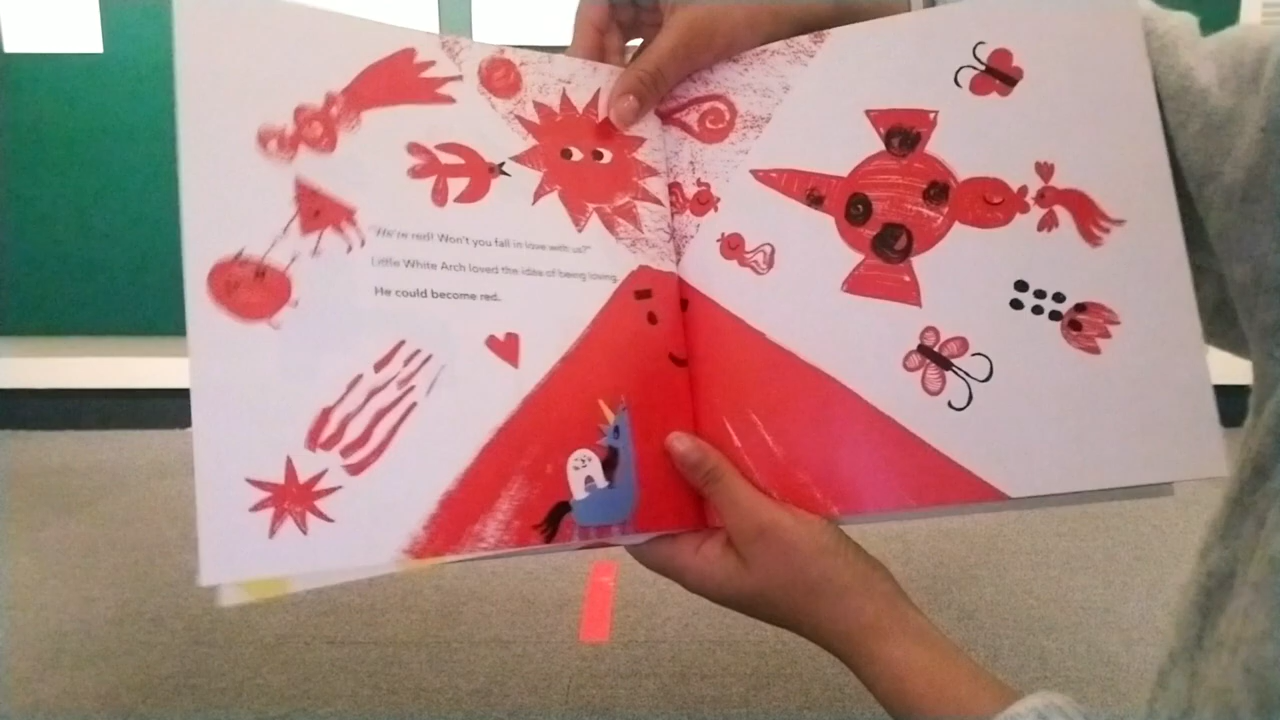 "We're red! Won't you fall in love with us?"
Little White Arch loved the idea of being loving.
He could become red.